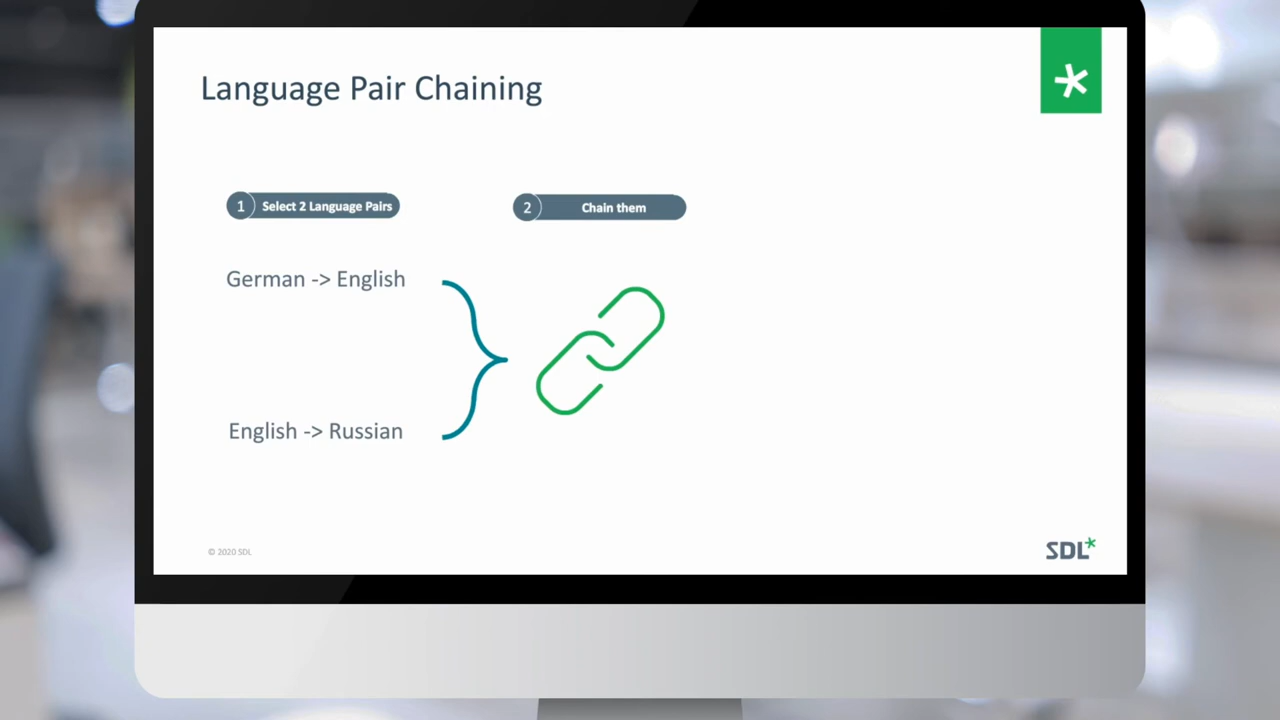 Language Pair Chaining
1 Select 2 Language Pairs
2 Chain them
German -> English
English -> Russian
© 2020 SDL
SDL*